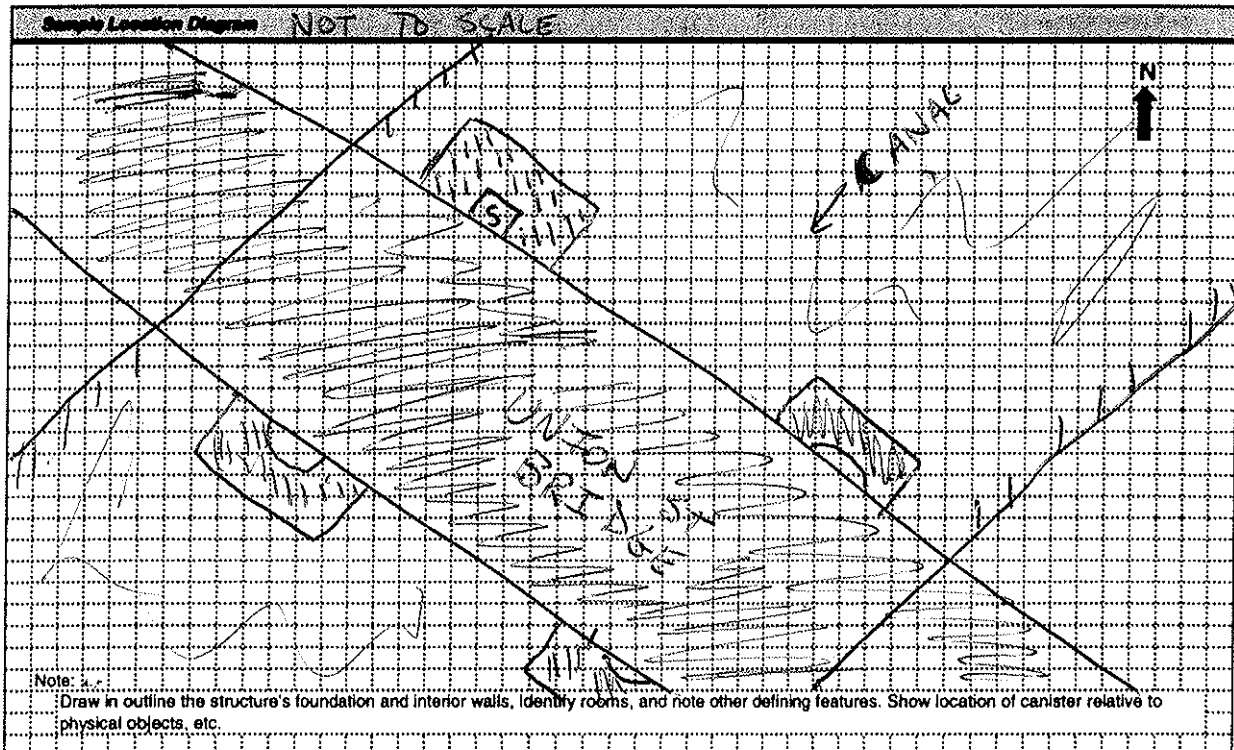 Sample Location Diagram NOT TO SCALE
N
CANAL
S
UNION
BRIDGE ST
Note:
Draw in outline the structure's foundation and interior walls, identify rooms, and note other defining features. Show location of canister relative to
physical objects, etc.